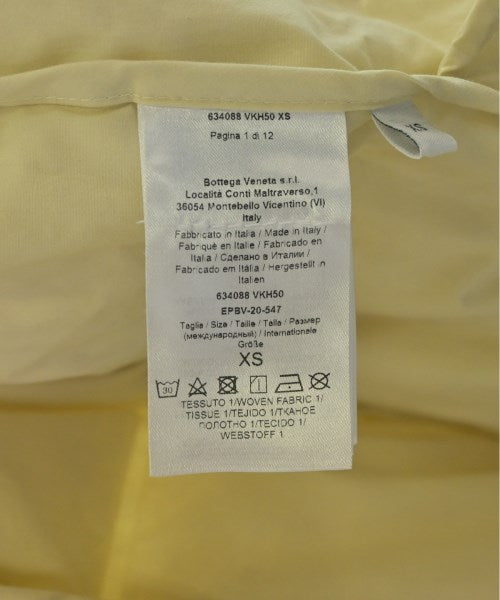 634088 VKH50 XS
Pagina 1 di 12
XS
Bottega Veneta s.r.l.
Località Conti Maltraverso,1
36054 Montebello Vicentino (VI)
Italy
Fabbricato in Italia / Made in Italy /
Fabriqué en Italie / Fabricado en
Italia / Сделано в Италии /
Fabricado em Itália / Hergestellt in
Italien
634088 VKH50
EPBV-20-547
Taglia / Size / Taille / Talla / Размер
(международный) / Internationale
Größe
XS
30
TESSUTO 1/WOVEN FABRIC 1/
TISSUE 1/TEJIDO 1/ТКАНОЕ
ПОЛОТНО 1/TECIDO 1/
WEBSTOFF 1